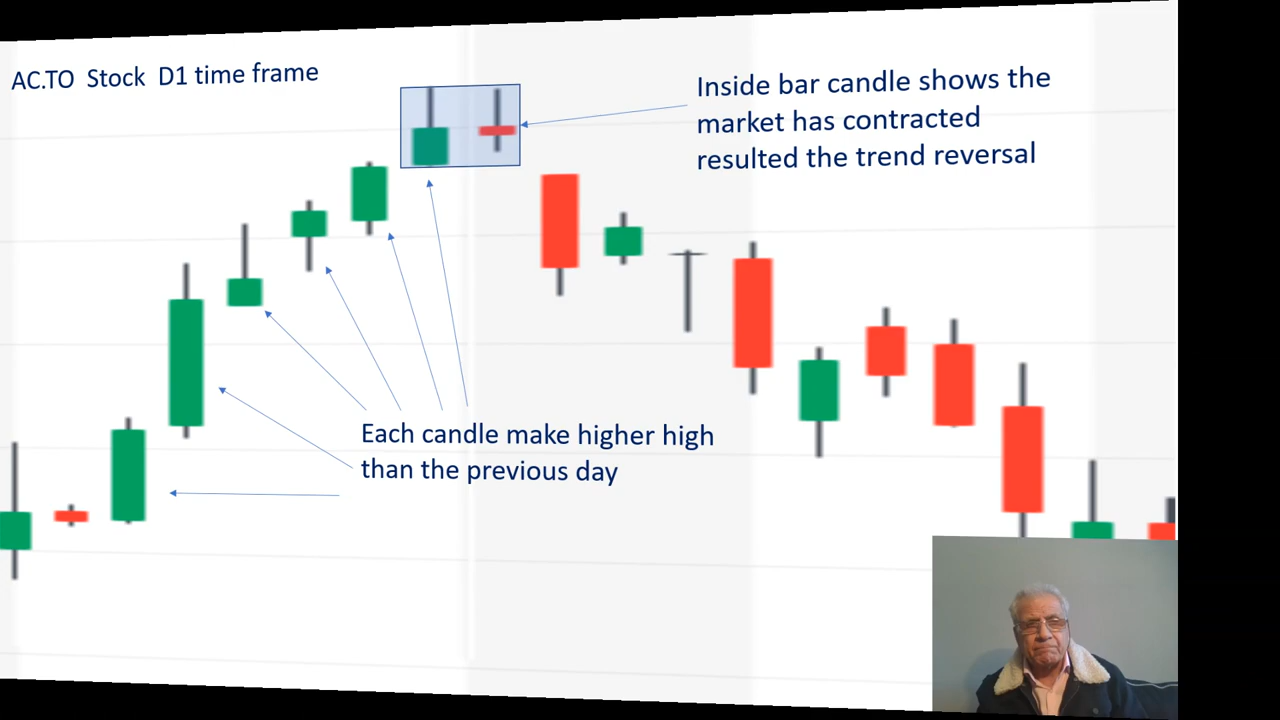 AC.TO Stock D1 time frame
Inside bar candle shows the
market has contracted
resulted the trend reversal
Each candle make higher high
than the previous day